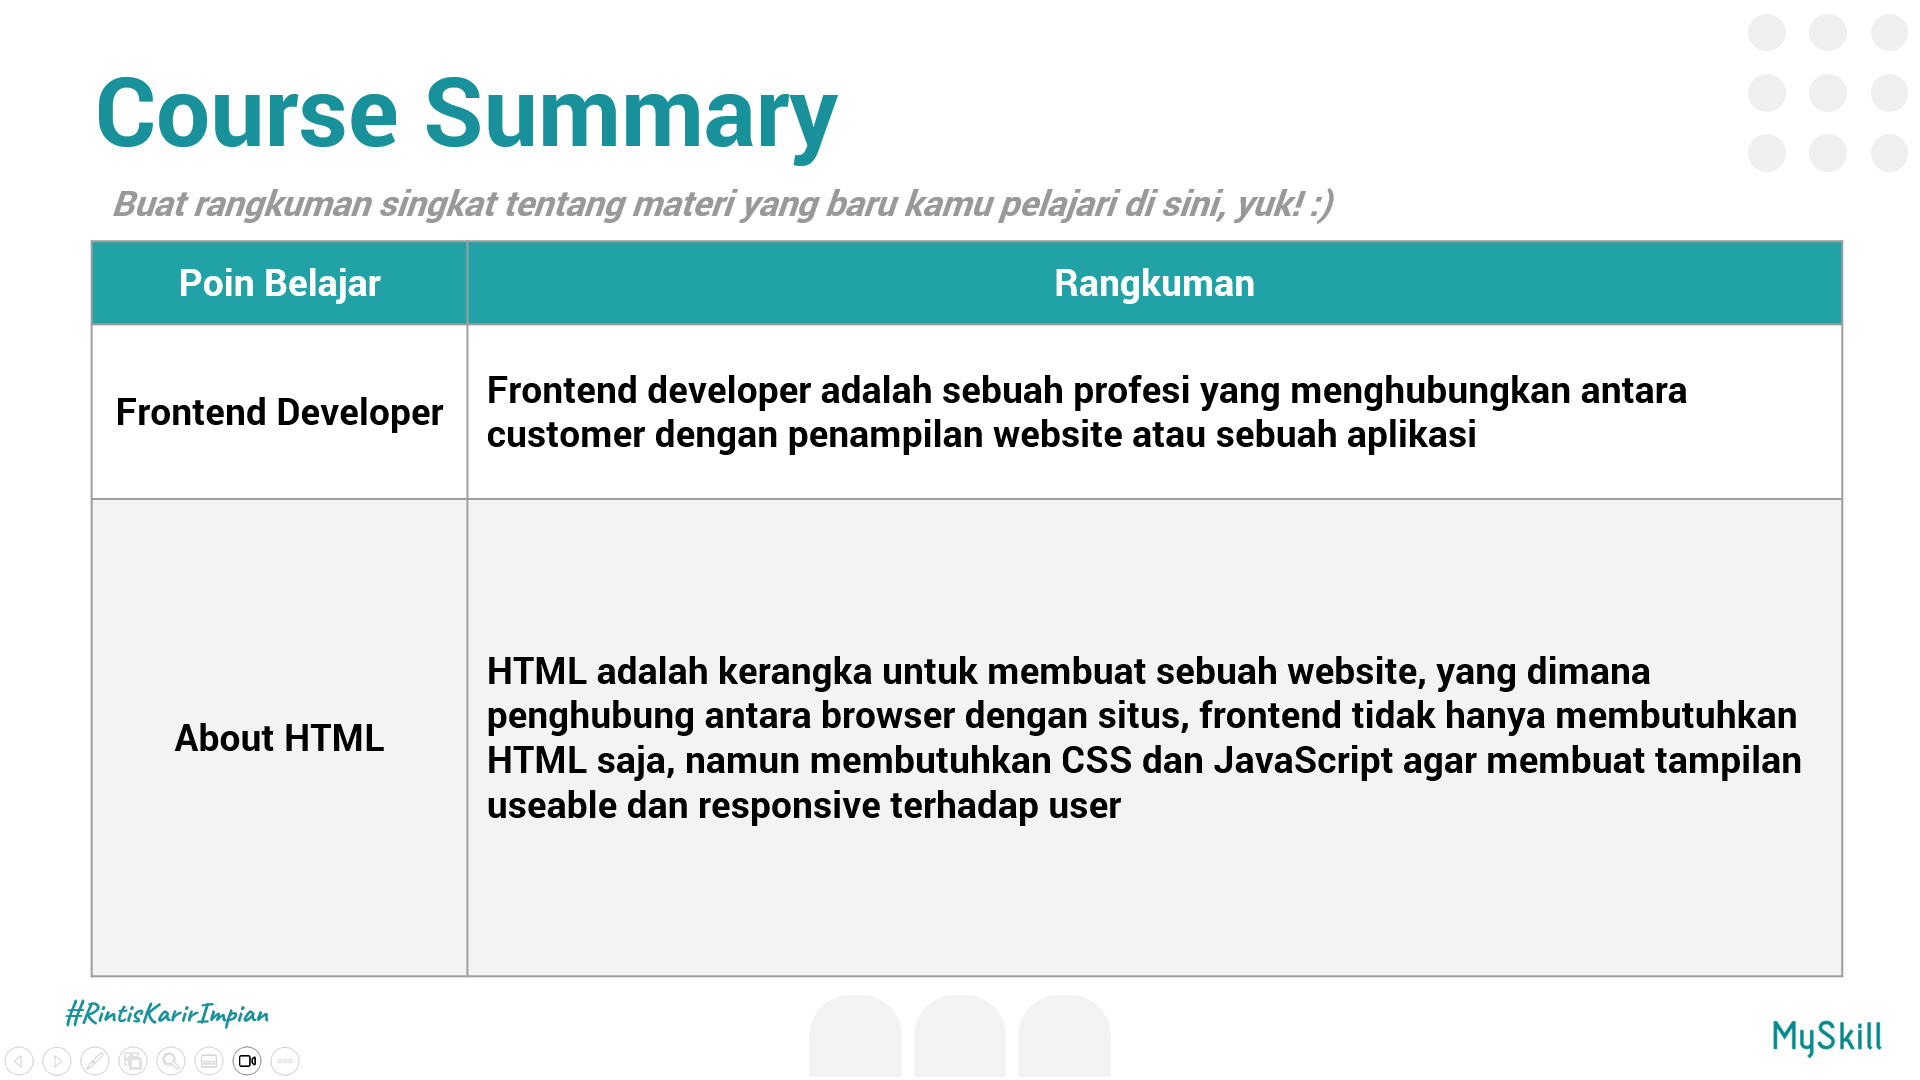 Course Summary
Buat rangkuman singkat tentang materi yang baru kamu pelajari di sini, yuk! :)
Poin Belajar
Rangkuman
Frontend Developer
Frontend developer adalah sebuah profesi yang menghubungkan antara
customer dengan penampilan website atau sebuah aplikasi
About HTML
HTML adalah kerangka untuk membuat sebuah website, yang dimana
penghubung antara browser dengan situs, frontend tidak hanya membutuhkan
HTML saja, namun membutuhkan CSS dan JavaScript agar membuat tampilan
useable dan responsive terhadap user
#RintisKarirImpian
MySkill